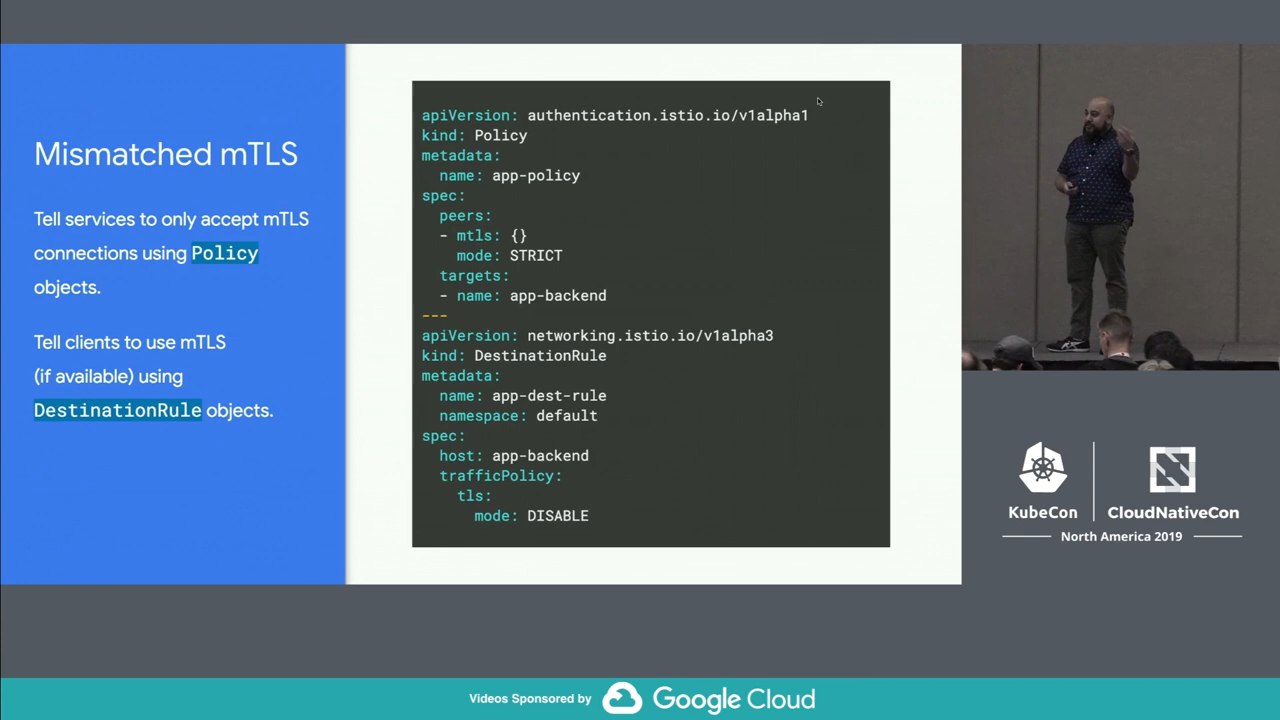 Mismatched mTLS
Tell services to only accept mTLS
connections using Policy
objects.
Tell clients to use mTLS
(if available) using
DestinationRule objects.
apiVersion: authentication.istio.io/v1alpha1
kind: Policy
metadata:
  name: app-policy
spec:
  peers:
  - mtls: {}
    mode: STRICT
  targets:
  - name: app-backend
---
apiVersion: networking.istio.io/v1alpha3
kind: DestinationRule
metadata:
  name: app-dest-rule
  namespace: default
spec:
  host: app-backend
  trafficPolicy:
    tls:
      mode: DISABLE
KubeCon
CloudNativeCon
North America 2019
Videos Sponsored by Google Cloud